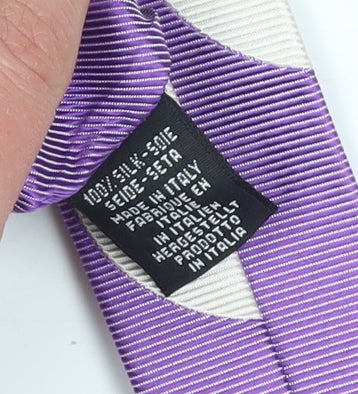 100% SILK-SOIE
SEIDE-SETA
MADE IN ITALY
FABRIQUE EN
ITALIE
IN ITALIEN
HERGESTELLT
PRODOTTO
IN ITALIA